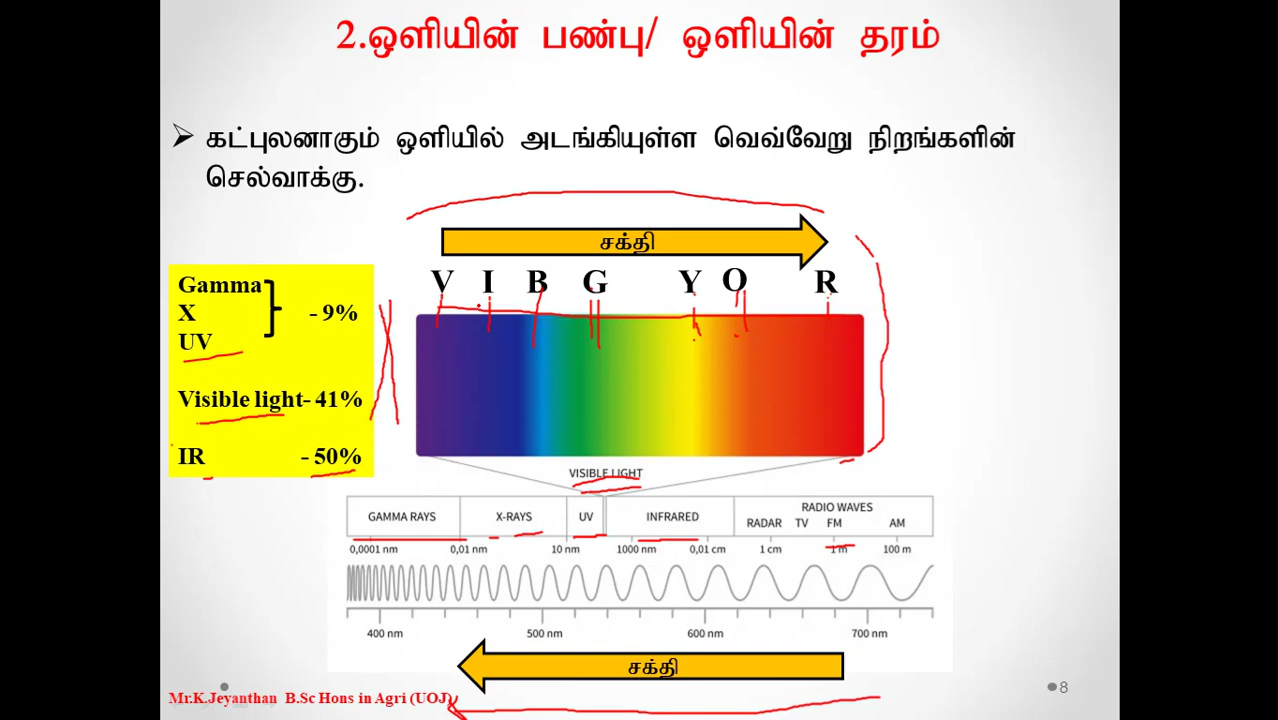 2.ஒளியின் பண்பு/ ஒளியின் தரம்
கட்புலனாகும் ஒளியில் அடங்கியுள்ள வெவ்வேறு நிறங்களின்
செல்வாக்கு.
சக்தி
V I B G Y O R
Gamma
X - 9%
UV
Visible light- 41%
IR - 50%
VISIBLE LIGHT
GAMMA RAYS X-RAYS UV INFRARED RADIO WAVES
RADAR TV FM AM
0,0001 nm 0,01 nm 10 nm 1000 nm 0,01 cm 1 cm 1 m 100 m
400 nm 500 nm 600 nm 700 nm
சக்தி
Mr.K.Jeyanthan B.Sc Hons in Agri (UOJ)
8